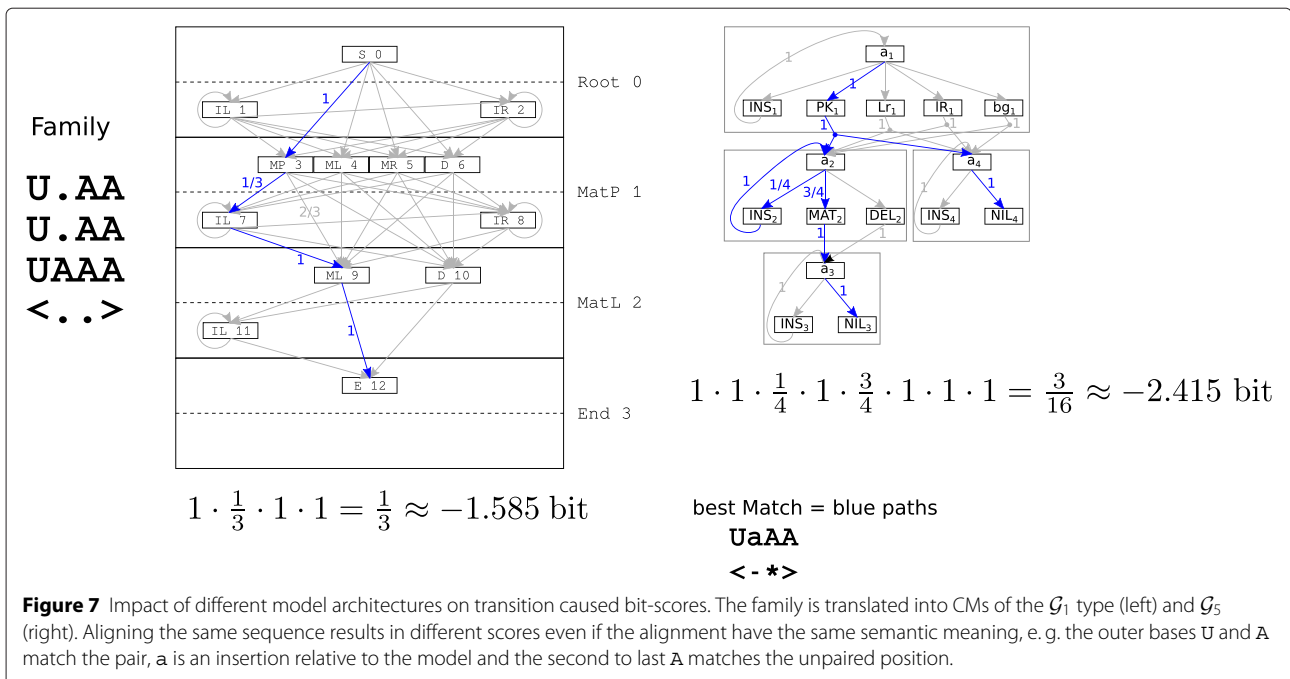 Family
U.AA
U.AA
UAAA
<..>
S 0
Root 0
1
IL 1
IR 2
MP 3
ML 4
MR 5
D 6
1/3
MatP 1
2/3
IL 7
IR 8
1
ML 9
D 10
MatL 2
1
IL 11
E 12
End 3
1 · 1/3 · 1 · 1 = 1/3 ≈ −1.585 bit
a₁
1
1
INS₁
PK₁
Lr₁
IR₁
bg₁
1
1
1
1
a₂
a₄
1
1/4
3/4
1
1
INS₂
MAT₂
DEL₂
INS₄
NIL₄
1
1
a₃
1
1
INS₃
NIL₃
1 · 1 · 1/4 · 1 · 3/4 · 1 · 1 · 1 = 3/16 ≈ −2.415 bit
best Match = blue paths
UaAA
<-*>
Figure 7 Impact of different model architectures on transition caused bit-scores. The family is translated into CMs of the 𝒢₁ type (left) and 𝒢₅
(right). Aligning the same sequence results in different scores even if the alignment have the same semantic meaning, e. g. the outer bases U and A
match the pair, a is an insertion relative to the model and the second to last A matches the unpaired position.